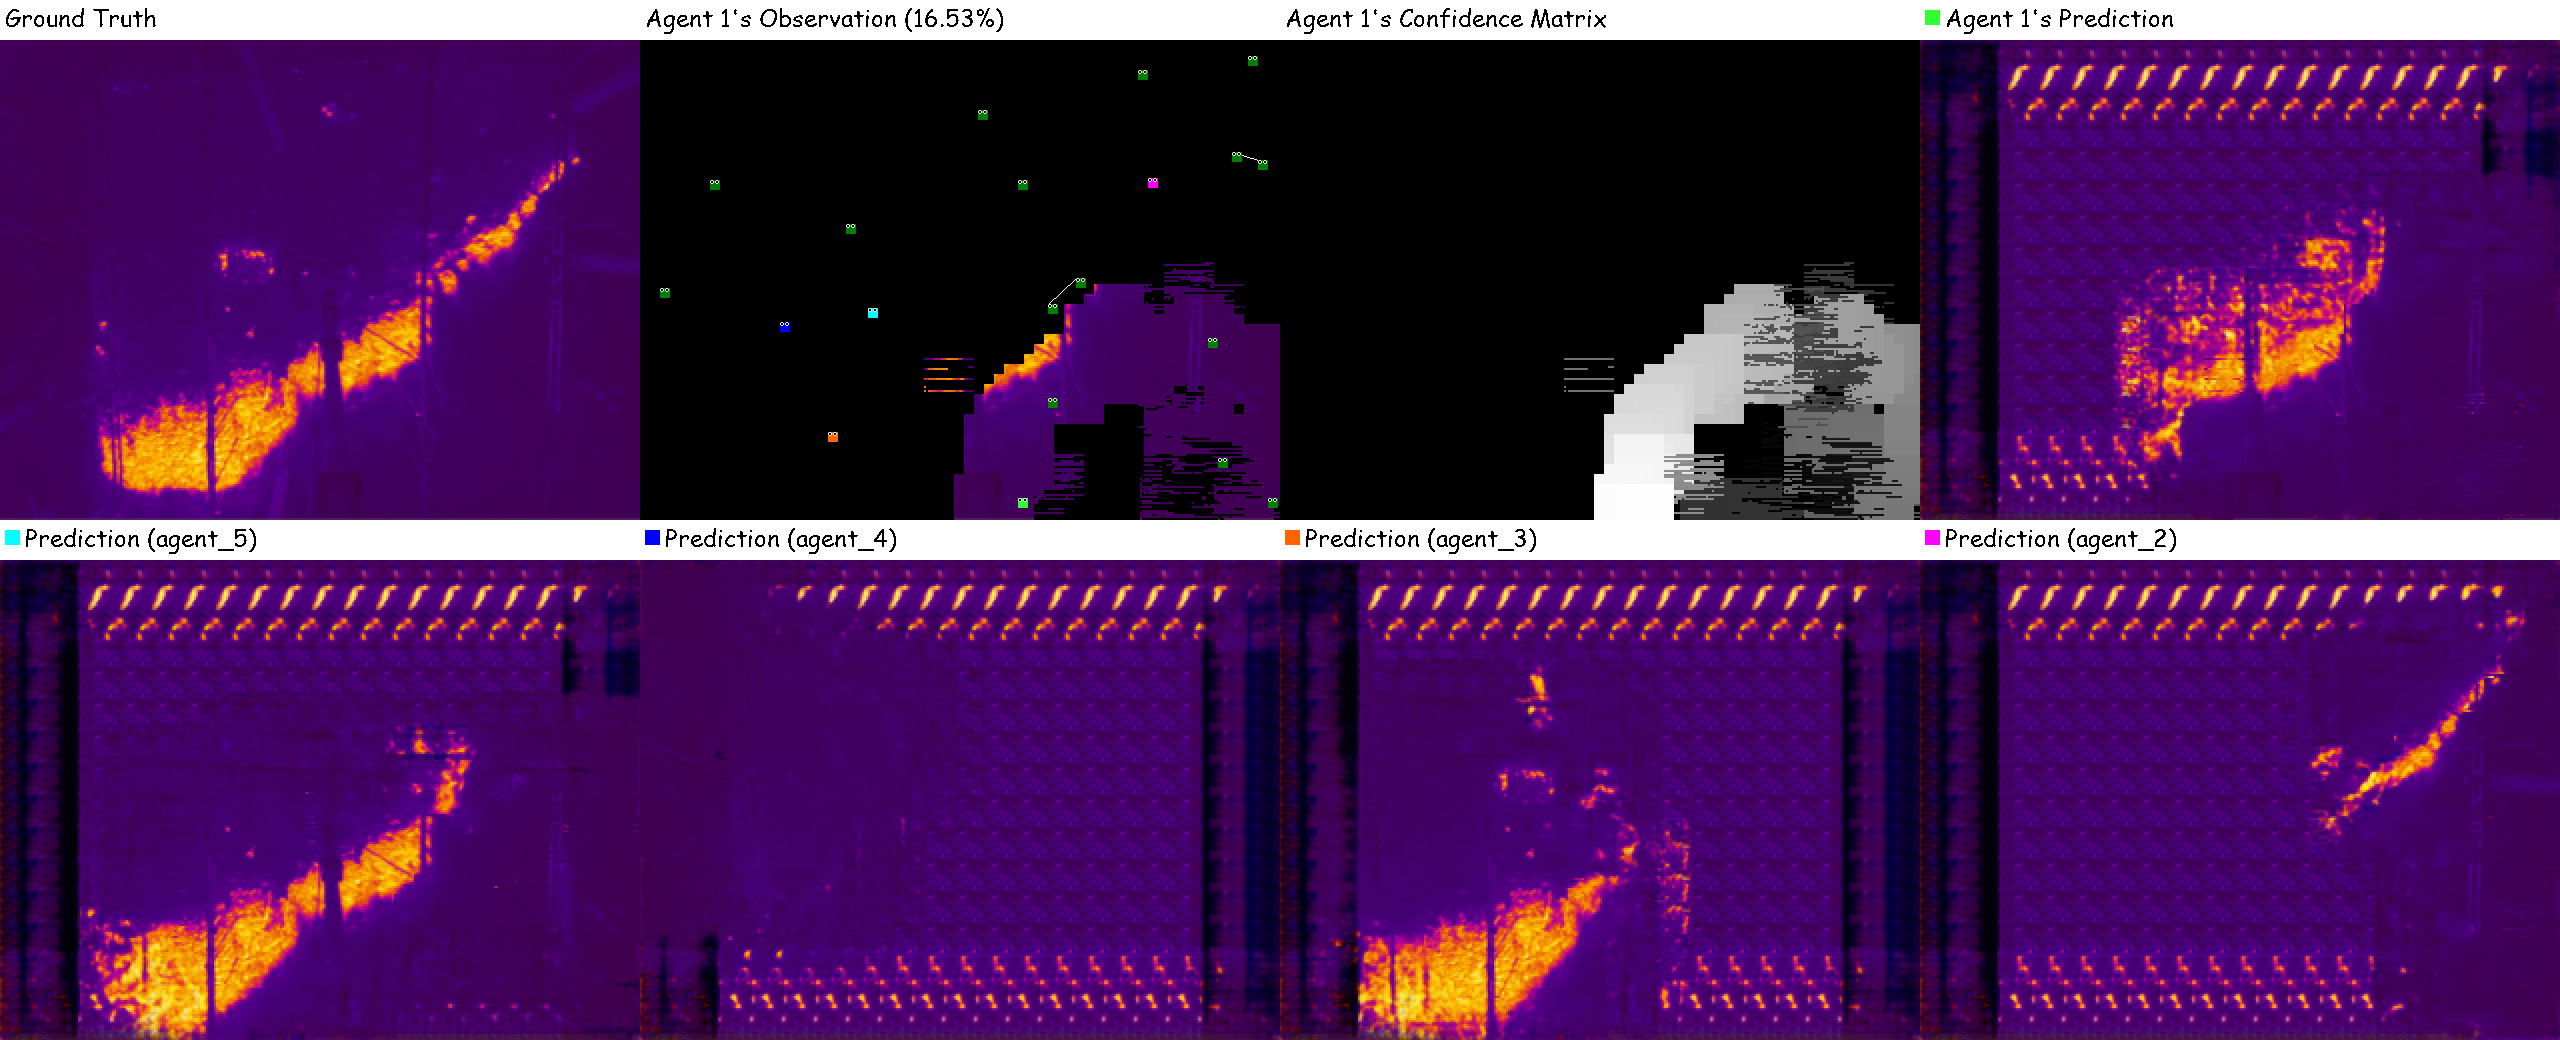 Ground Truth
Agent 1's Observation (16.53%)
Agent 1's Confidence Matrix
Agent 1's Prediction
Prediction (agent_5)
Prediction (agent_4)
Prediction (agent_3)
Prediction (agent_2)